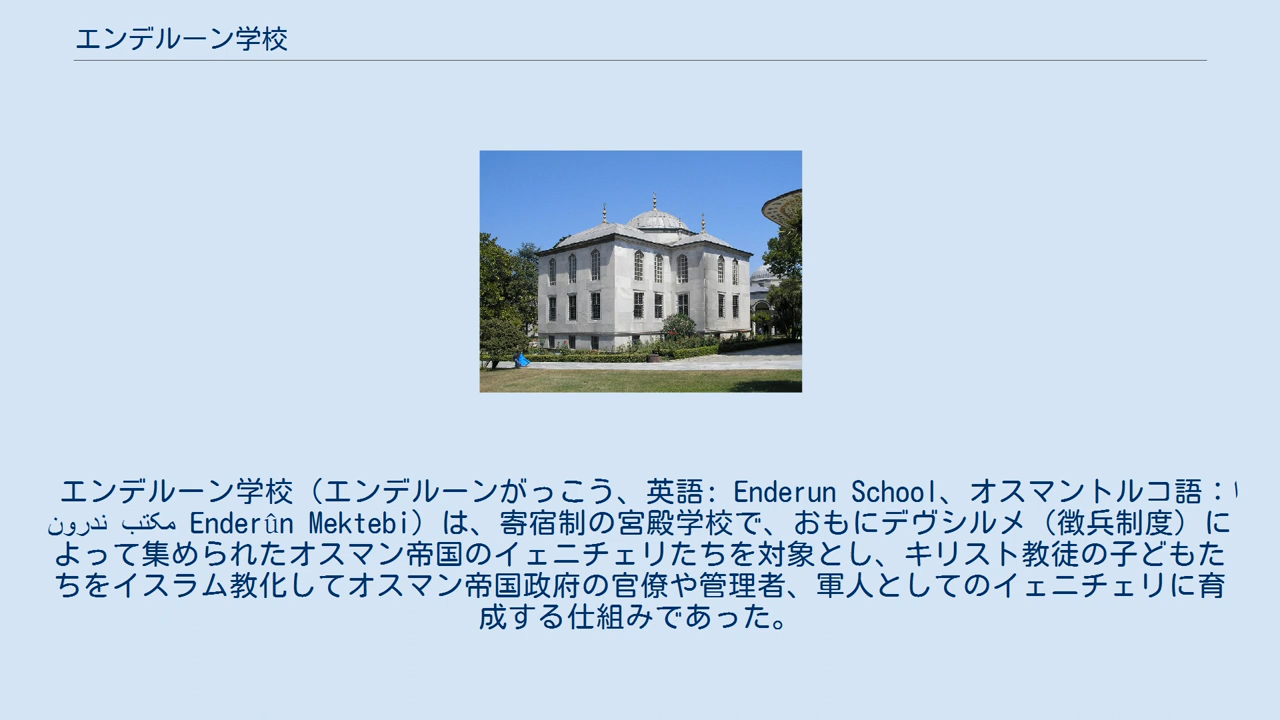 エンデルーン学校
エンデルーン学校（エンデルーンがっこう、英語: Enderun School、オスマントルコ語：ا
ندرون مكتب Enderûn Mektebi）は、寄宿制の宮殿学校で、おもにデヴシルメ（徴兵制度）に
よって集められたオスマン帝国のイェニチェリたちを対象とし、キリスト教徒の子どもた
ちをイスラム教化してオスマン帝国政府の官僚や管理者、軍人としてのイェニチェリに育
成する仕組みであった。